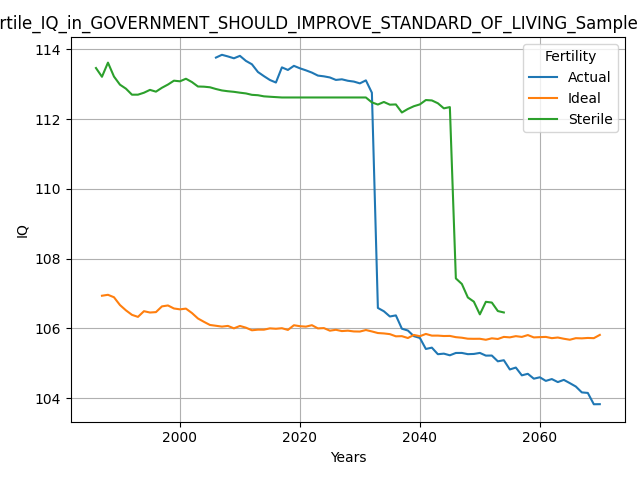 rtile_IQ_in_GOVERNMENT_SHOULD_IMPROVE_STANDARD_OF_LIVING_Sample
114
112
110
108
106
104
IQ
Fertility
Actual
Ideal
Sterile
2000
2020
2040
2060
Years